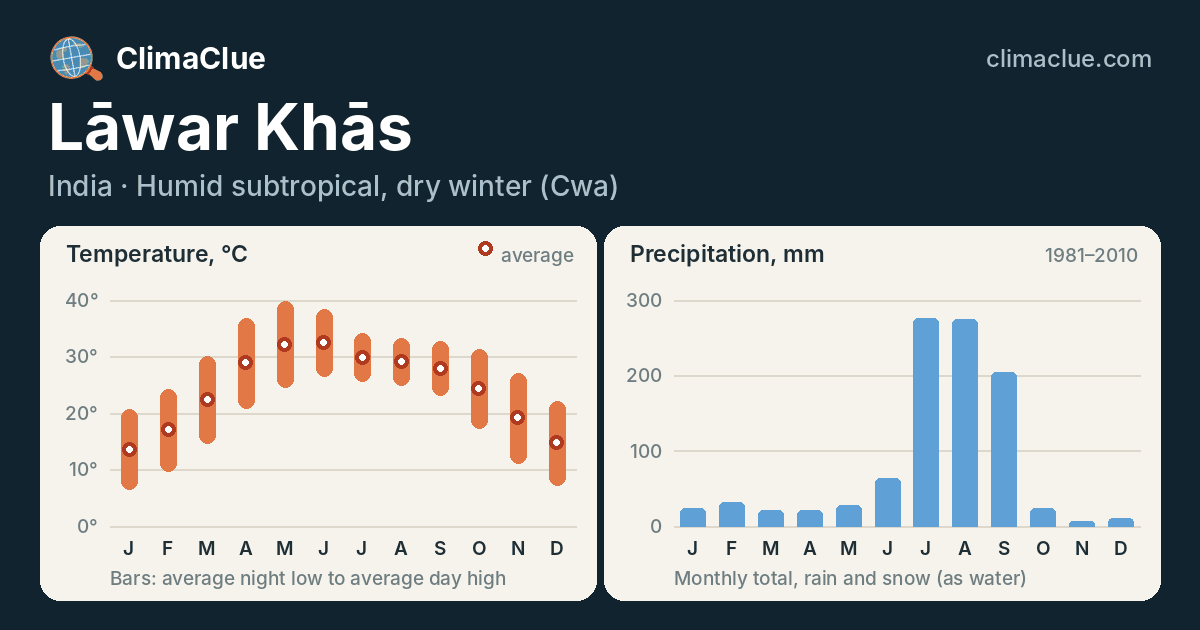 ClimaClue
climaclue.com
Lāwar Khās
India · Humid subtropical, dry winter (Cwa)
Temperature, °C
average
40°
30°
20°
10°
0°
J F M A M J J A S O N D
Bars: average night low to average day high
Precipitation, mm
1981–2010
300
200
100
0
J F M A M J J A S O N D
Monthly total, rain and snow (as water)